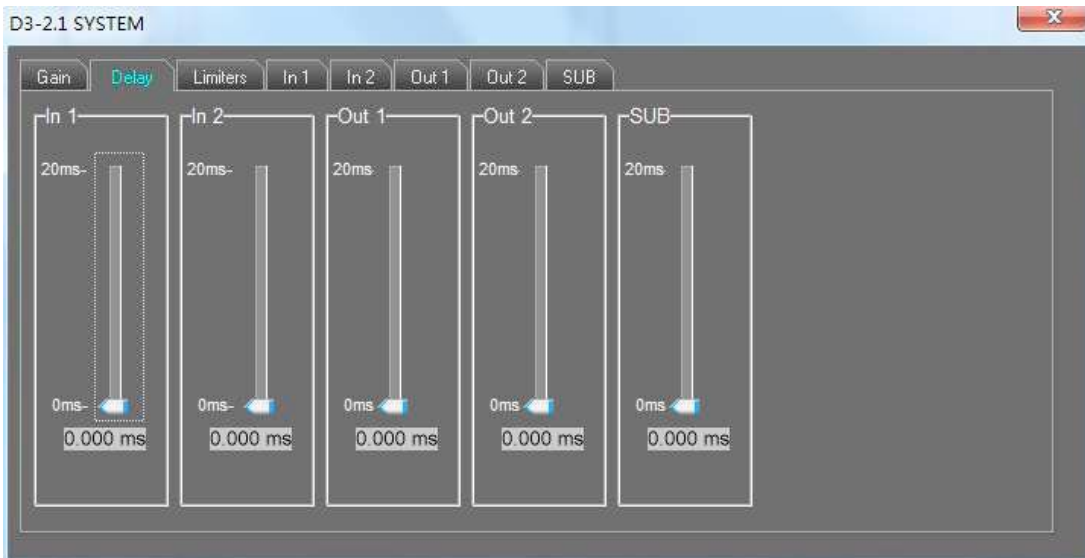 D3-2.1 SYSTEM
Gain Delay Limiters In 1 In 2 Out 1 Out 2 SUB
In 1 In 2 Out 1 Out 2 SUB
20ms- 20ms- 20ms 20ms 20ms
0ms- 0ms- 0ms 0ms 0ms
0.000 ms 0.000 ms 0.000 ms 0.000 ms 0.000 ms